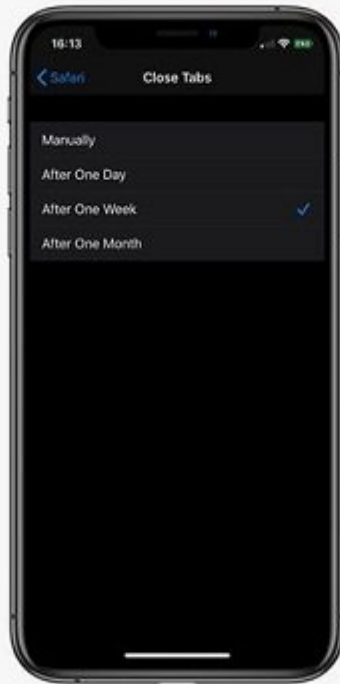 16:13
Safari
Close Tabs
Manually
After One Day
After One Week
After One Month